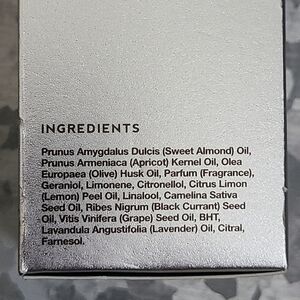 INGREDIENTS
Prunus Amygdalus Dulcis (Sweet Almond) Oil,
Prunus Armeniaca (Apricot) Kernel Oil, Olea
Europaea (Olive) Husk Oil, Parfum (Fragrance),
Geraniol, Limonene, Citronellol, Citrus Limon
(Lemon) Peel Oil, Linalool, Camelina Sativa
Seed Oil, Ribes Nigrum (Black Currant) Seed
Oil, Vitis Vinifera (Grape) Seed Oil, BHT,
Lavandula Angustifolia (Lavender) Oil, Citral,
Farnesol.